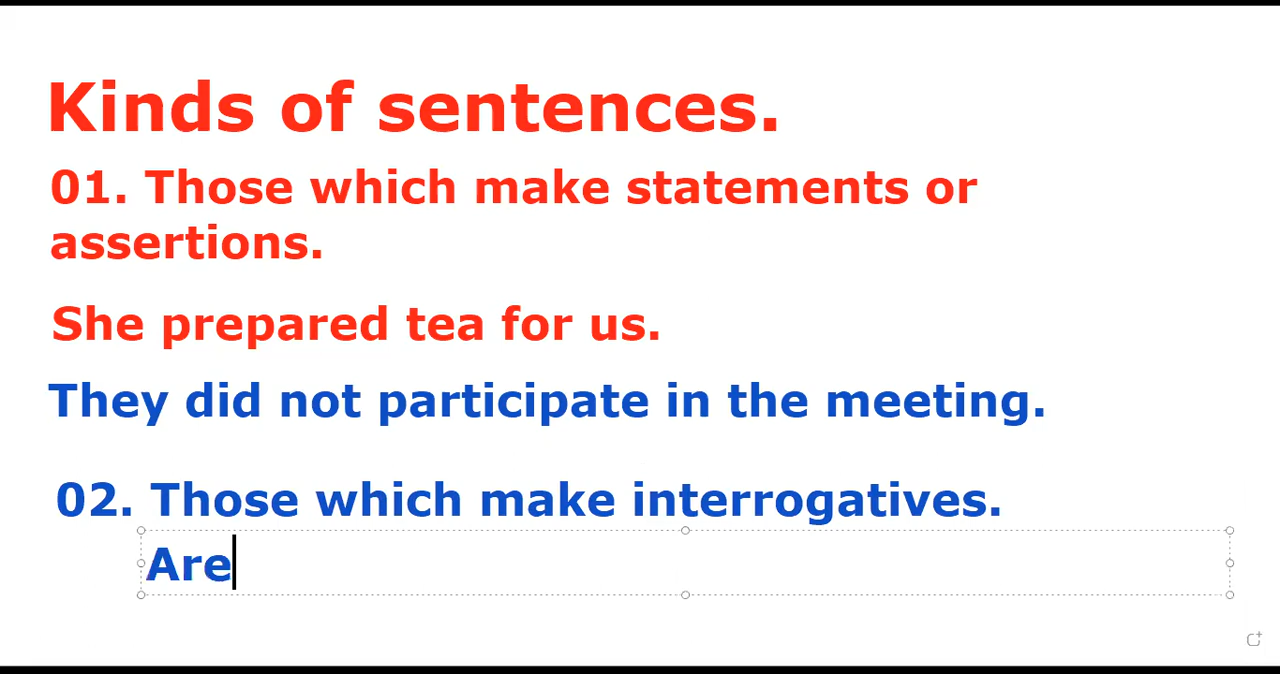 Kinds of sentences.
01. Those which make statements or
assertions.
She prepared tea for us.
They did not participate in the meeting.
02. Those which make interrogatives.
Are